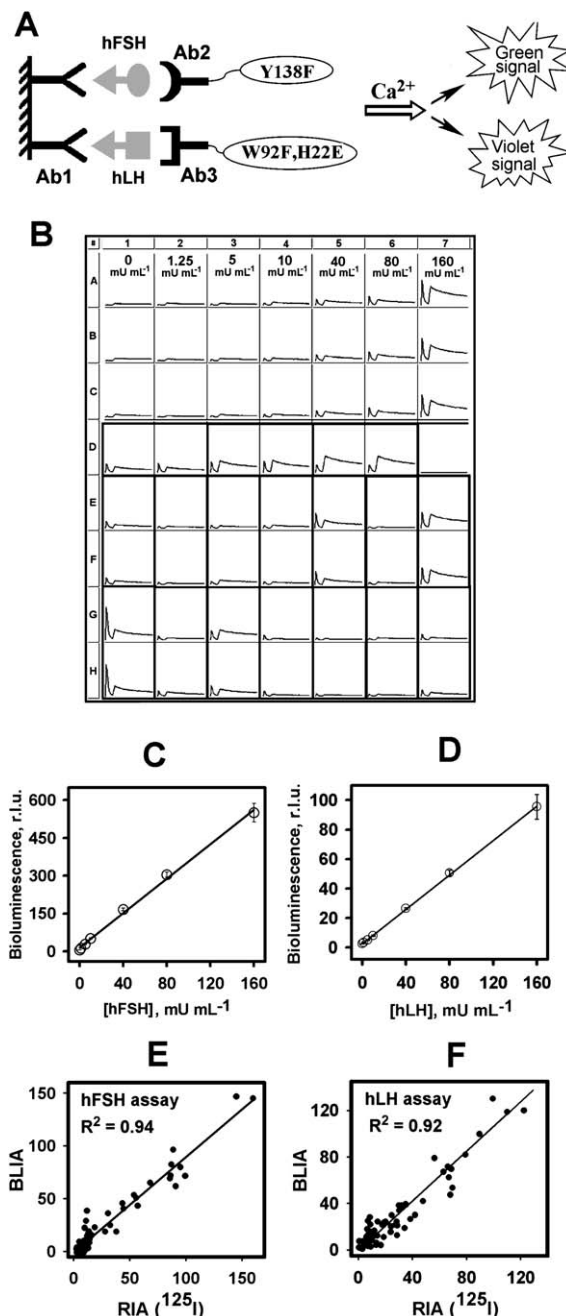 A
hFSH
Ab2
Y138F
Green
signal
Ca2+
Violet
signal
Ab1
hLH
Ab3
W92F,H22E
B
# 1 2 3 4 5 6 7
0 1.25 5 10 40 80 160
mU mL-1 mU mL-1 mU mL-1 mU mL-1 mU mL-1 mU mL-1 mU mL-1
A
B
C
D
E
F
G
H
C
Bioluminescence, r.l.u.
600
450
300
150
0
0 40 80 120 160
[hFSH], mU mL-1
D
Bioluminescence, r.l.u.
100
80
60
40
20
0
0 40 80 120 160
[hLH], mU mL-1
E
BLIA
150
100
50
0
hFSH assay
R2 = 0.94
0 50 100 150
RIA (125I)
F
BLIA
120
80
40
0
hLH assay
R2 = 0.92
0 40 80 120
RIA (125I)